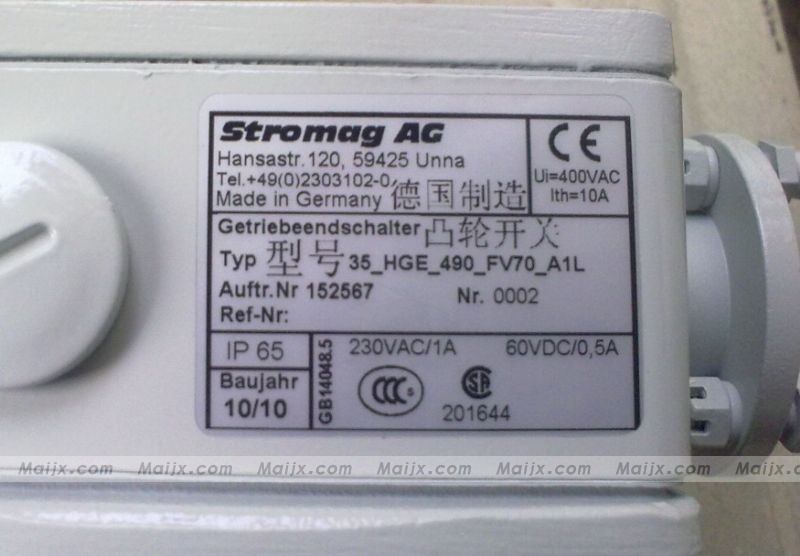 Stromag AG
Hansastr.120, 59425 Unna
Tel.+49(0)2303102-0
Made in Germany 德国制造
CE
Ui=400VAC
Ith=10A
Getriebeendschalter 凸轮开关
Typ 型号 35_HGE_490_FV70_A1L
Auftr.Nr 152567 Nr. 0002
Ref-Nr:
IP 65
Baujahr
10/10
GB14048.5
230VAC/1A 60VDC/0,5A
CCC S
SA
201644
Maijx.com Maijx.com Maijx.com Maijx.com Maijx.com Maijx.com Maijx.com